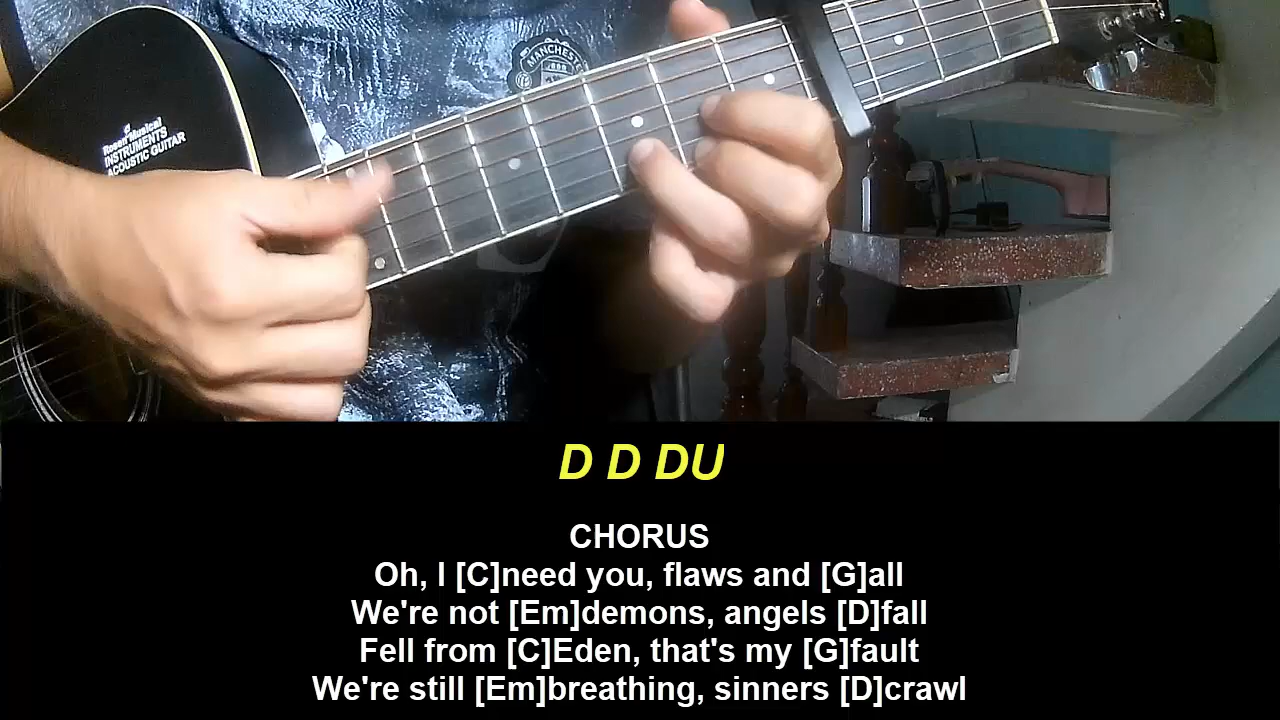 MANCHESTER
Rosen Musical
INSTRUMENTS
ACOUSTIC GUITAR
D D DU
CHORUS
Oh, I [C]need you, flaws and [G]all
We're not [Em]demons, angels [D]fall
Fell from [C]Eden, that's my [G]fault
We're still [Em]breathing, sinners [D]crawl